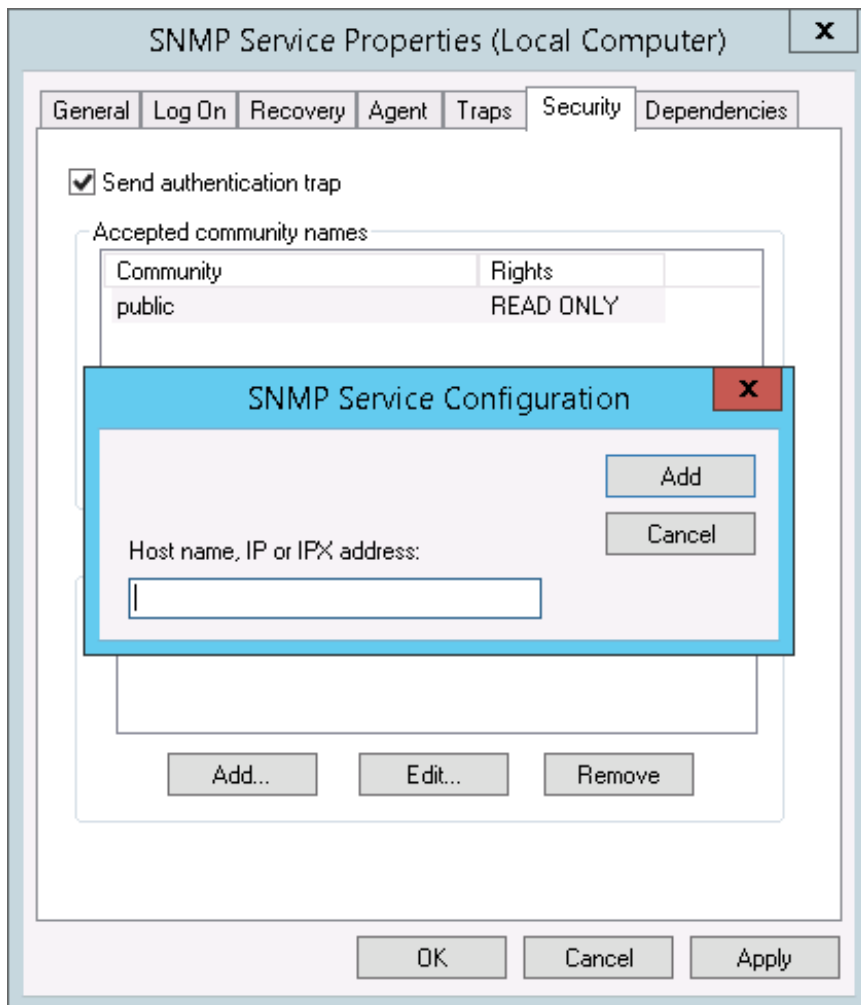 SNMP Service Properties (Local Computer)
x
General Log On Recovery Agent Traps Security Dependencies
Send authentication trap
Accepted community names
Community Rights
public READ ONLY
SNMP Service Configuration
x
Add
Cancel
Host name, IP or IPX address:
Add... Edit... Remove
OK Cancel Apply